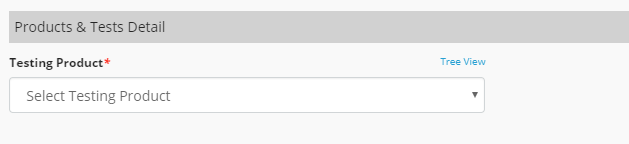 Products & Tests Detail
Testing Product* Tree View
Select Testing Product